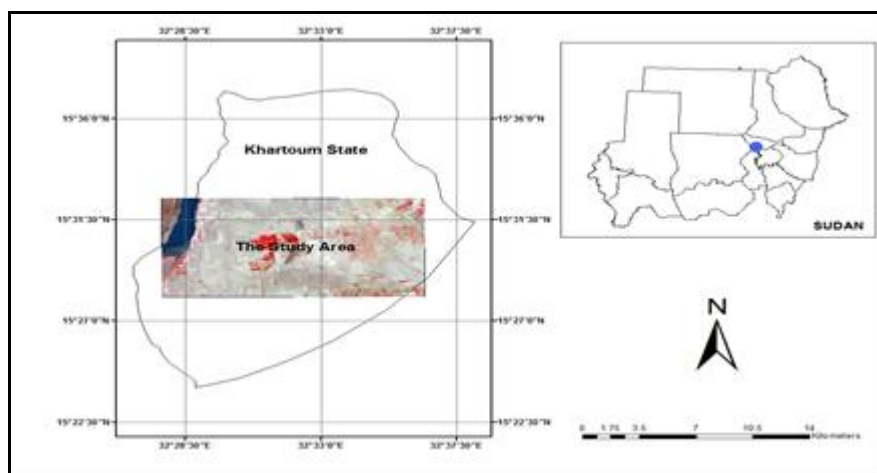 32°28'30"E 32°33'0"E 32°37'30"E
15°36'0"N 15°36'0"N
Khartoum State
15°31'30"N 15°31'30"N
The Study Area
SUDAN
15°27'0"N 15°27'0"N
N
15°22'30"N 15°22'30"N
0 1.75 3.5 7 10.5 14
Kilometers
32°28'30"E 32°33'0"E 32°37'30"E